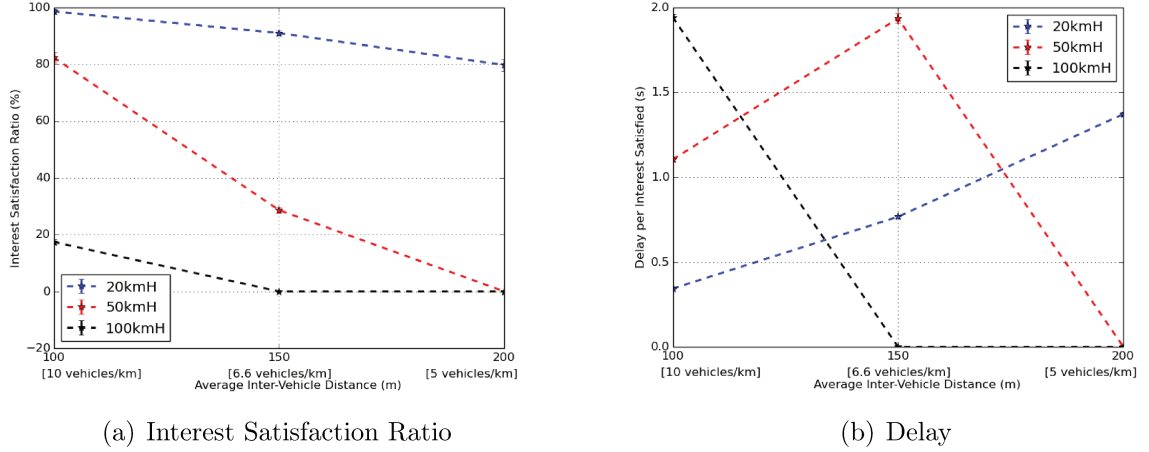 100
80
60
40
20
0
−20
Interest Satisfaction Ratio (%)
20kmH
50kmH
100kmH
100 150 200
[10 vehicles/km] [6.6 vehicles/km] [5 vehicles/km]
Average Inter-Vehicle Distance (m)
(a) Interest Satisfaction Ratio
2.0
1.5
1.0
0.5
0.0
Delay per Interest Satisfied (s)
20kmH
50kmH
100kmH
100 150 200
[10 vehicles/km] [6.6 vehicles/km] [5 vehicles/km]
Average Inter-Vehicle Distance (m)
(b) Delay